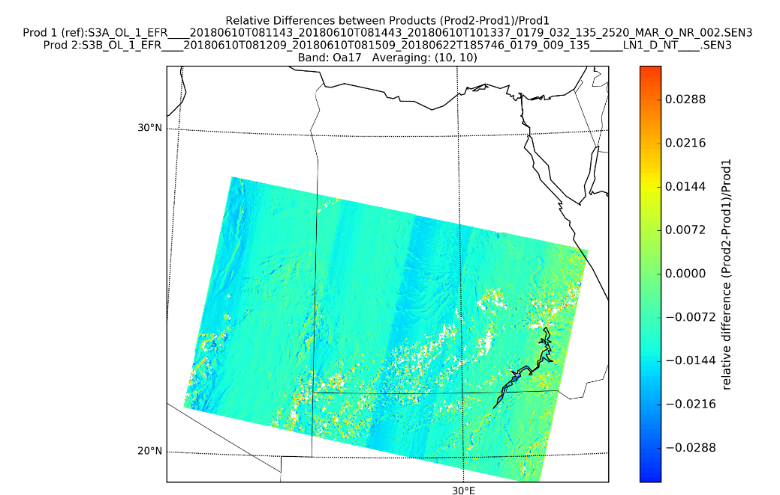 Relative Differences between Products (Prod2-Prod1)/Prod1
Prod 1 (ref):S3A_OL_1_EFR____20180610T081143_20180610T081443_20180610T101337_0179_032_135_2520_MAR_O_NR_002.SEN3
Prod 2:S3B_OL_1_EFR____20180610T081209_20180610T081509_20180622T185746_0179_009_135______LN1_D_NT____.SEN3
Band: Oa17 Averaging: (10, 10)
30°N
20°N
30°E
0.0288
0.0216
0.0144
0.0072
0.0000
−0.0072
−0.0144
−0.0216
−0.0288
relative difference (Prod2-Prod1)/Prod1